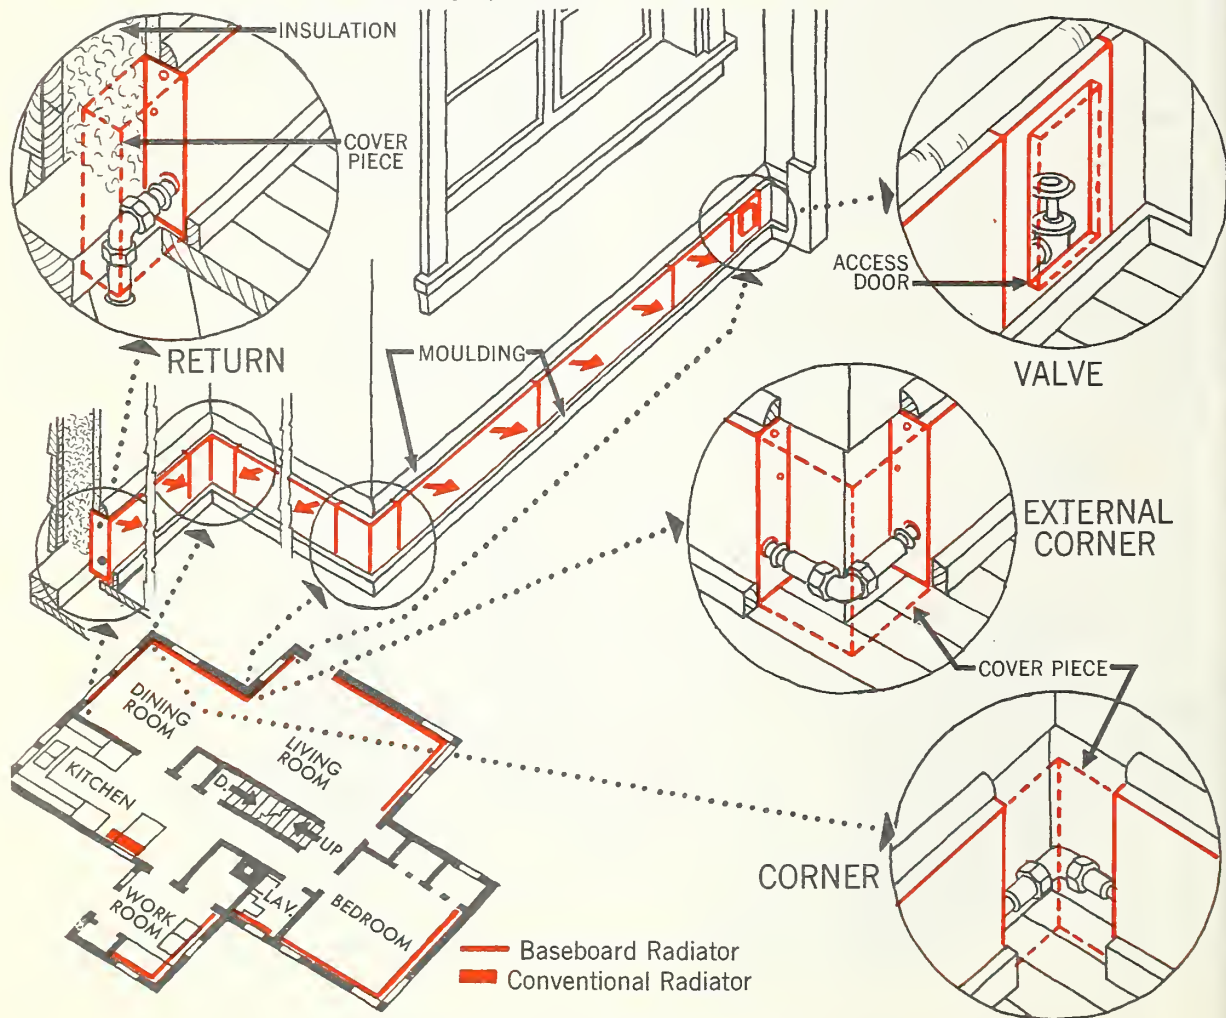 INSULATION
COVER
PIECE
RETURN
MOULDING
ACCESS
DOOR
VALVE
EXTERNAL
CORNER
COVER PIECE
CORNER
DINING
ROOM
LIVING
ROOM
KITCHEN
D.
UP
WORK
ROOM
LAV.
BEDROOM
Baseboard Radiator
Conventional Radiator